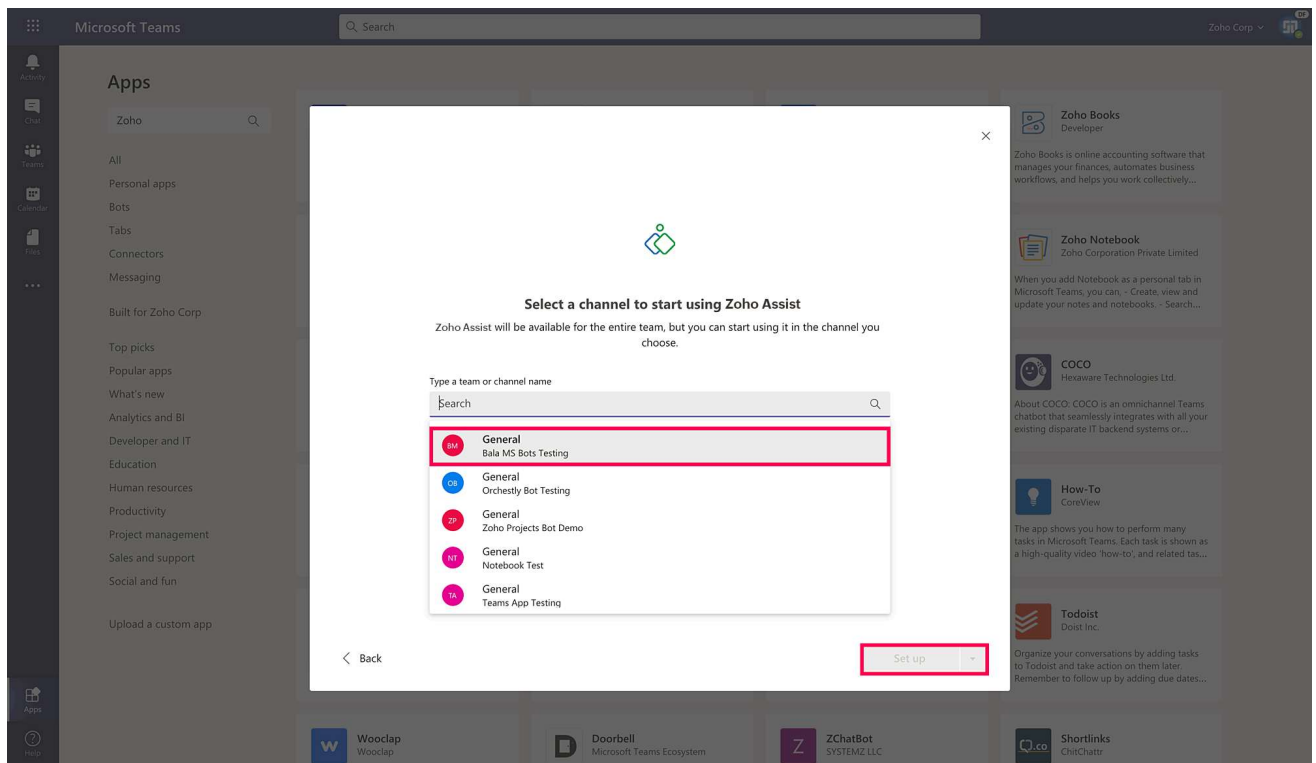 Microsoft Teams
Search
Zoho Corp
DF
Activity
Chat
Teams
Calendar
Files
Apps
Help
Apps
Zoho
All
Personal apps
Bots
Tabs
Connectors
Messaging
Built for Zoho Corp
Top picks
Popular apps
What's new
Analytics and BI
Developer and IT
Education
Human resources
Productivity
Project management
Sales and support
Social and fun
Upload a custom app
Select a channel to start using Zoho Assist
Zoho Assist will be available for the entire team, but you can start using it in the channel you
choose.
Type a team or channel name
Search
BM
General
Bala MS Bots Testing
OB
General
Orchestly Bot Testing
ZP
General
Zoho Projects Bot Demo
NT
General
Notebook Test
TA
General
Teams App Testing
Back
Set up
Zoho Books
Developer
Zoho Books is online accounting software that
manages your finances, automates business
workflows, and helps you work collectively...
Zoho Notebook
Zoho Corporation Private Limited
When you add Notebook as a personal tab in
Microsoft Teams, you can, - Create, view and
update your notes and notebooks. - Search...
COCO
Hexaware Technologies Ltd.
About COCO: COCO is an omnichannel Teams
chatbot that seamlessly integrates with all your
existing disparate IT backend systems or...
How-To
CoreView
The app shows you how to perform many
tasks in Microsoft Teams. Each task is shown as
a high-quality video 'how-to', and related tas...
Todoist
Doist Inc.
Organize your conversations by adding tasks
to Todoist and take action on them later.
Remember to follow up by adding due dates...
W
Wooclap
Wooclap
D
Doorbell
Microsoft Teams Ecosystem
Z
ZChatBot
SYSTEMZ LLC
.co
Shortlinks
ChitChattr